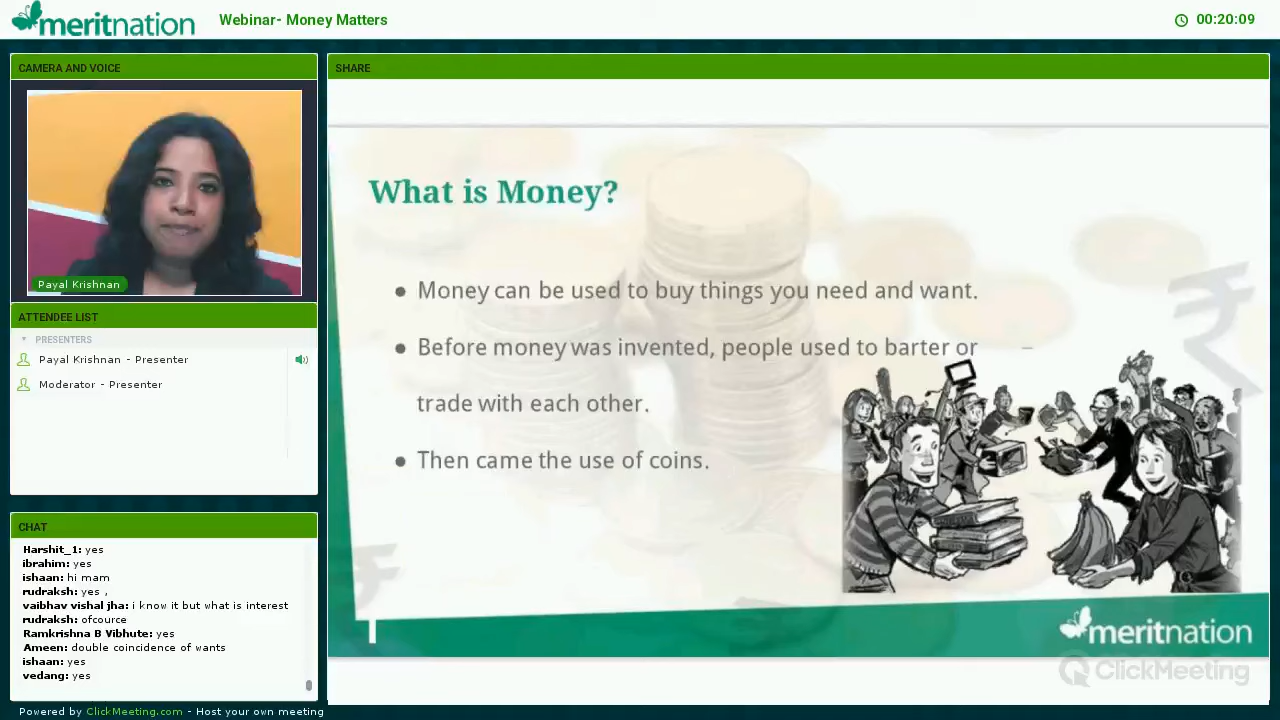 meritnation
Webinar- Money Matters
00:20:09
CAMERA AND VOICE
Payal Krishnan
ATTENDEE LIST
PRESENTERS
Payal Krishnan - Presenter
Moderator - Presenter
CHAT
Harshit_1: yes
ibrahim: yes
ishaan: hi mam
rudraksh: yes ,
vaibhav vishal jha: i know it but what is interest
rudraksh: ofcource
Ramkrishna B Vibhute: yes
Ameen: double coincidence of wants
ishaan: yes
vedang: yes
Powered by ClickMeeting.com - Host your own meeting
SHARE
What is Money?
● Money can be used to buy things you need and want.
● Before money was invented, people used to barter or
trade with each other.
● Then came the use of coins.
meritnation
ClickMeeting